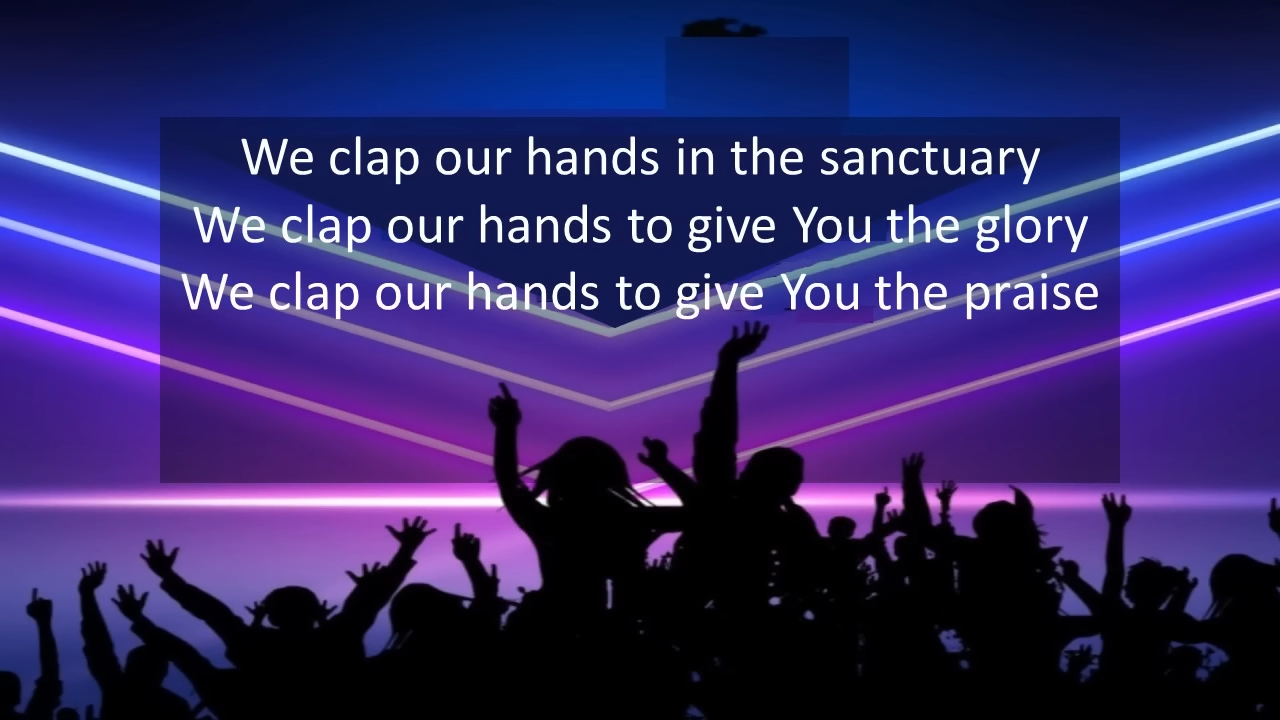 We clap our hands in the sanctuary
We clap our hands to give You the glory
We clap our hands to give You the praise